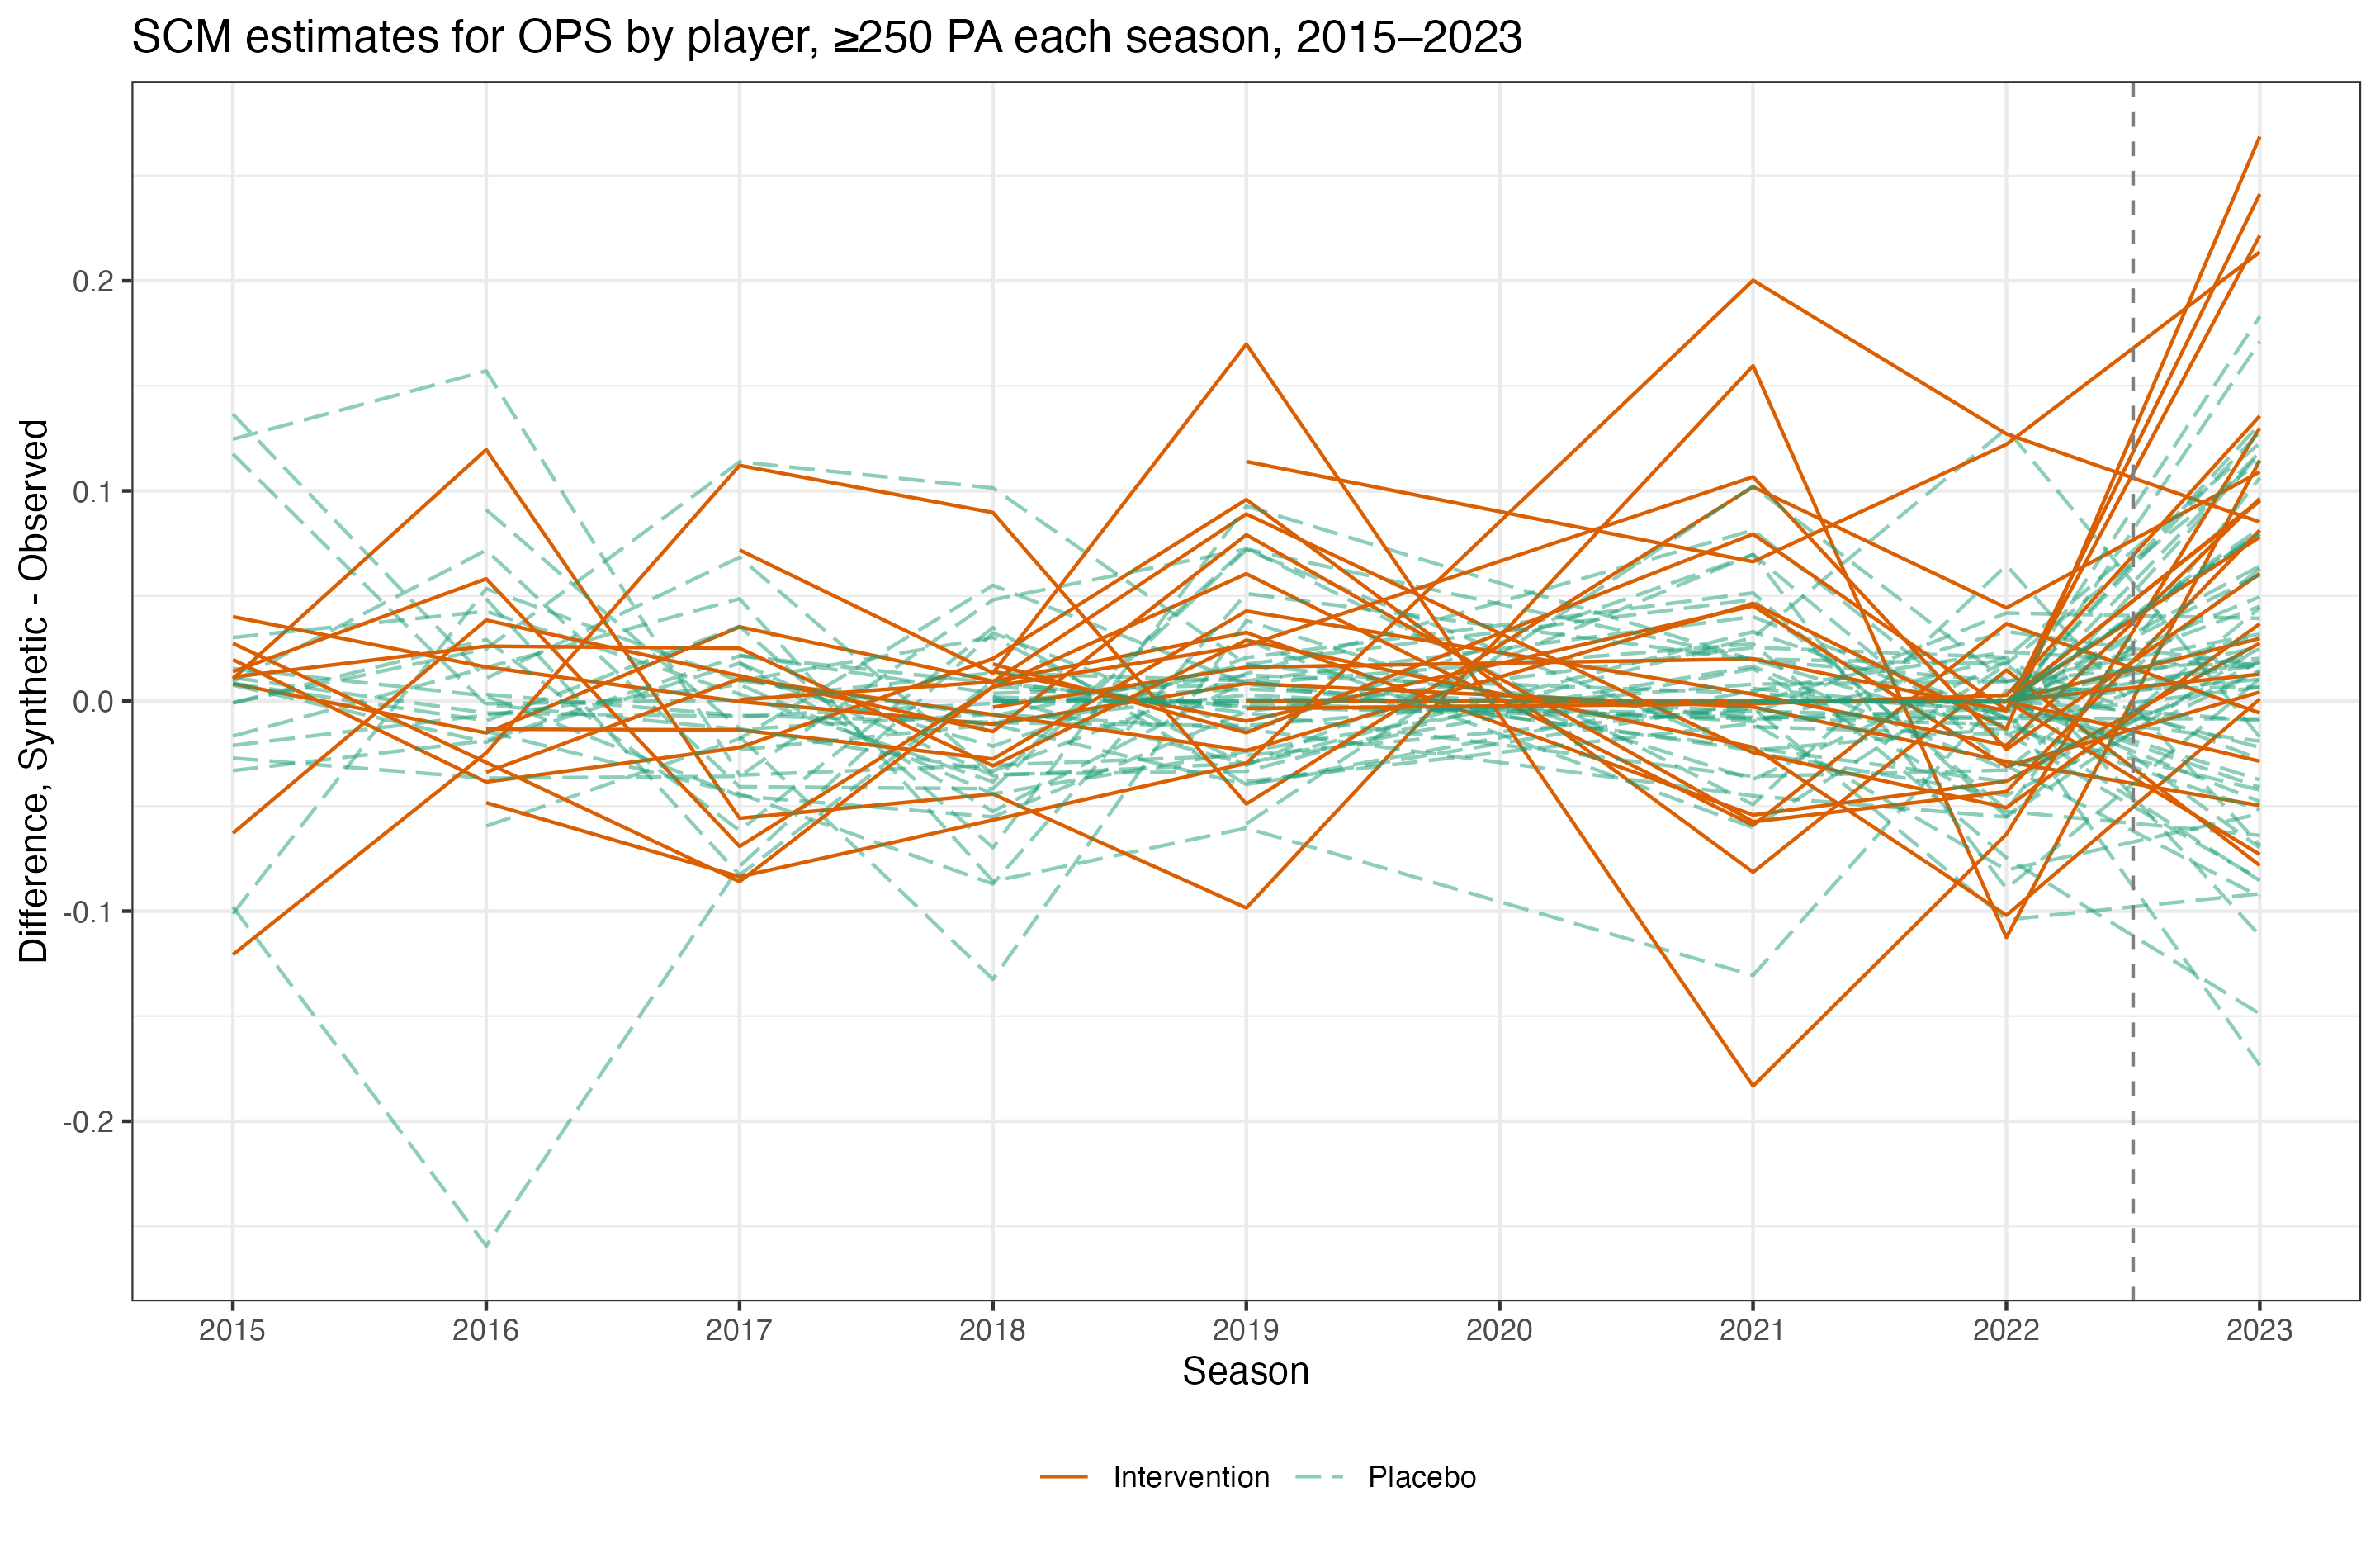 SCM estimates for OPS by player, ≥250 PA each season, 2015–2023
Difference, Synthetic - Observed
0.2
0.1
0.0
-0.1
-0.2
2015 2016 2017 2018 2019 2020 2021 2022 2023
Season
Intervention Placebo